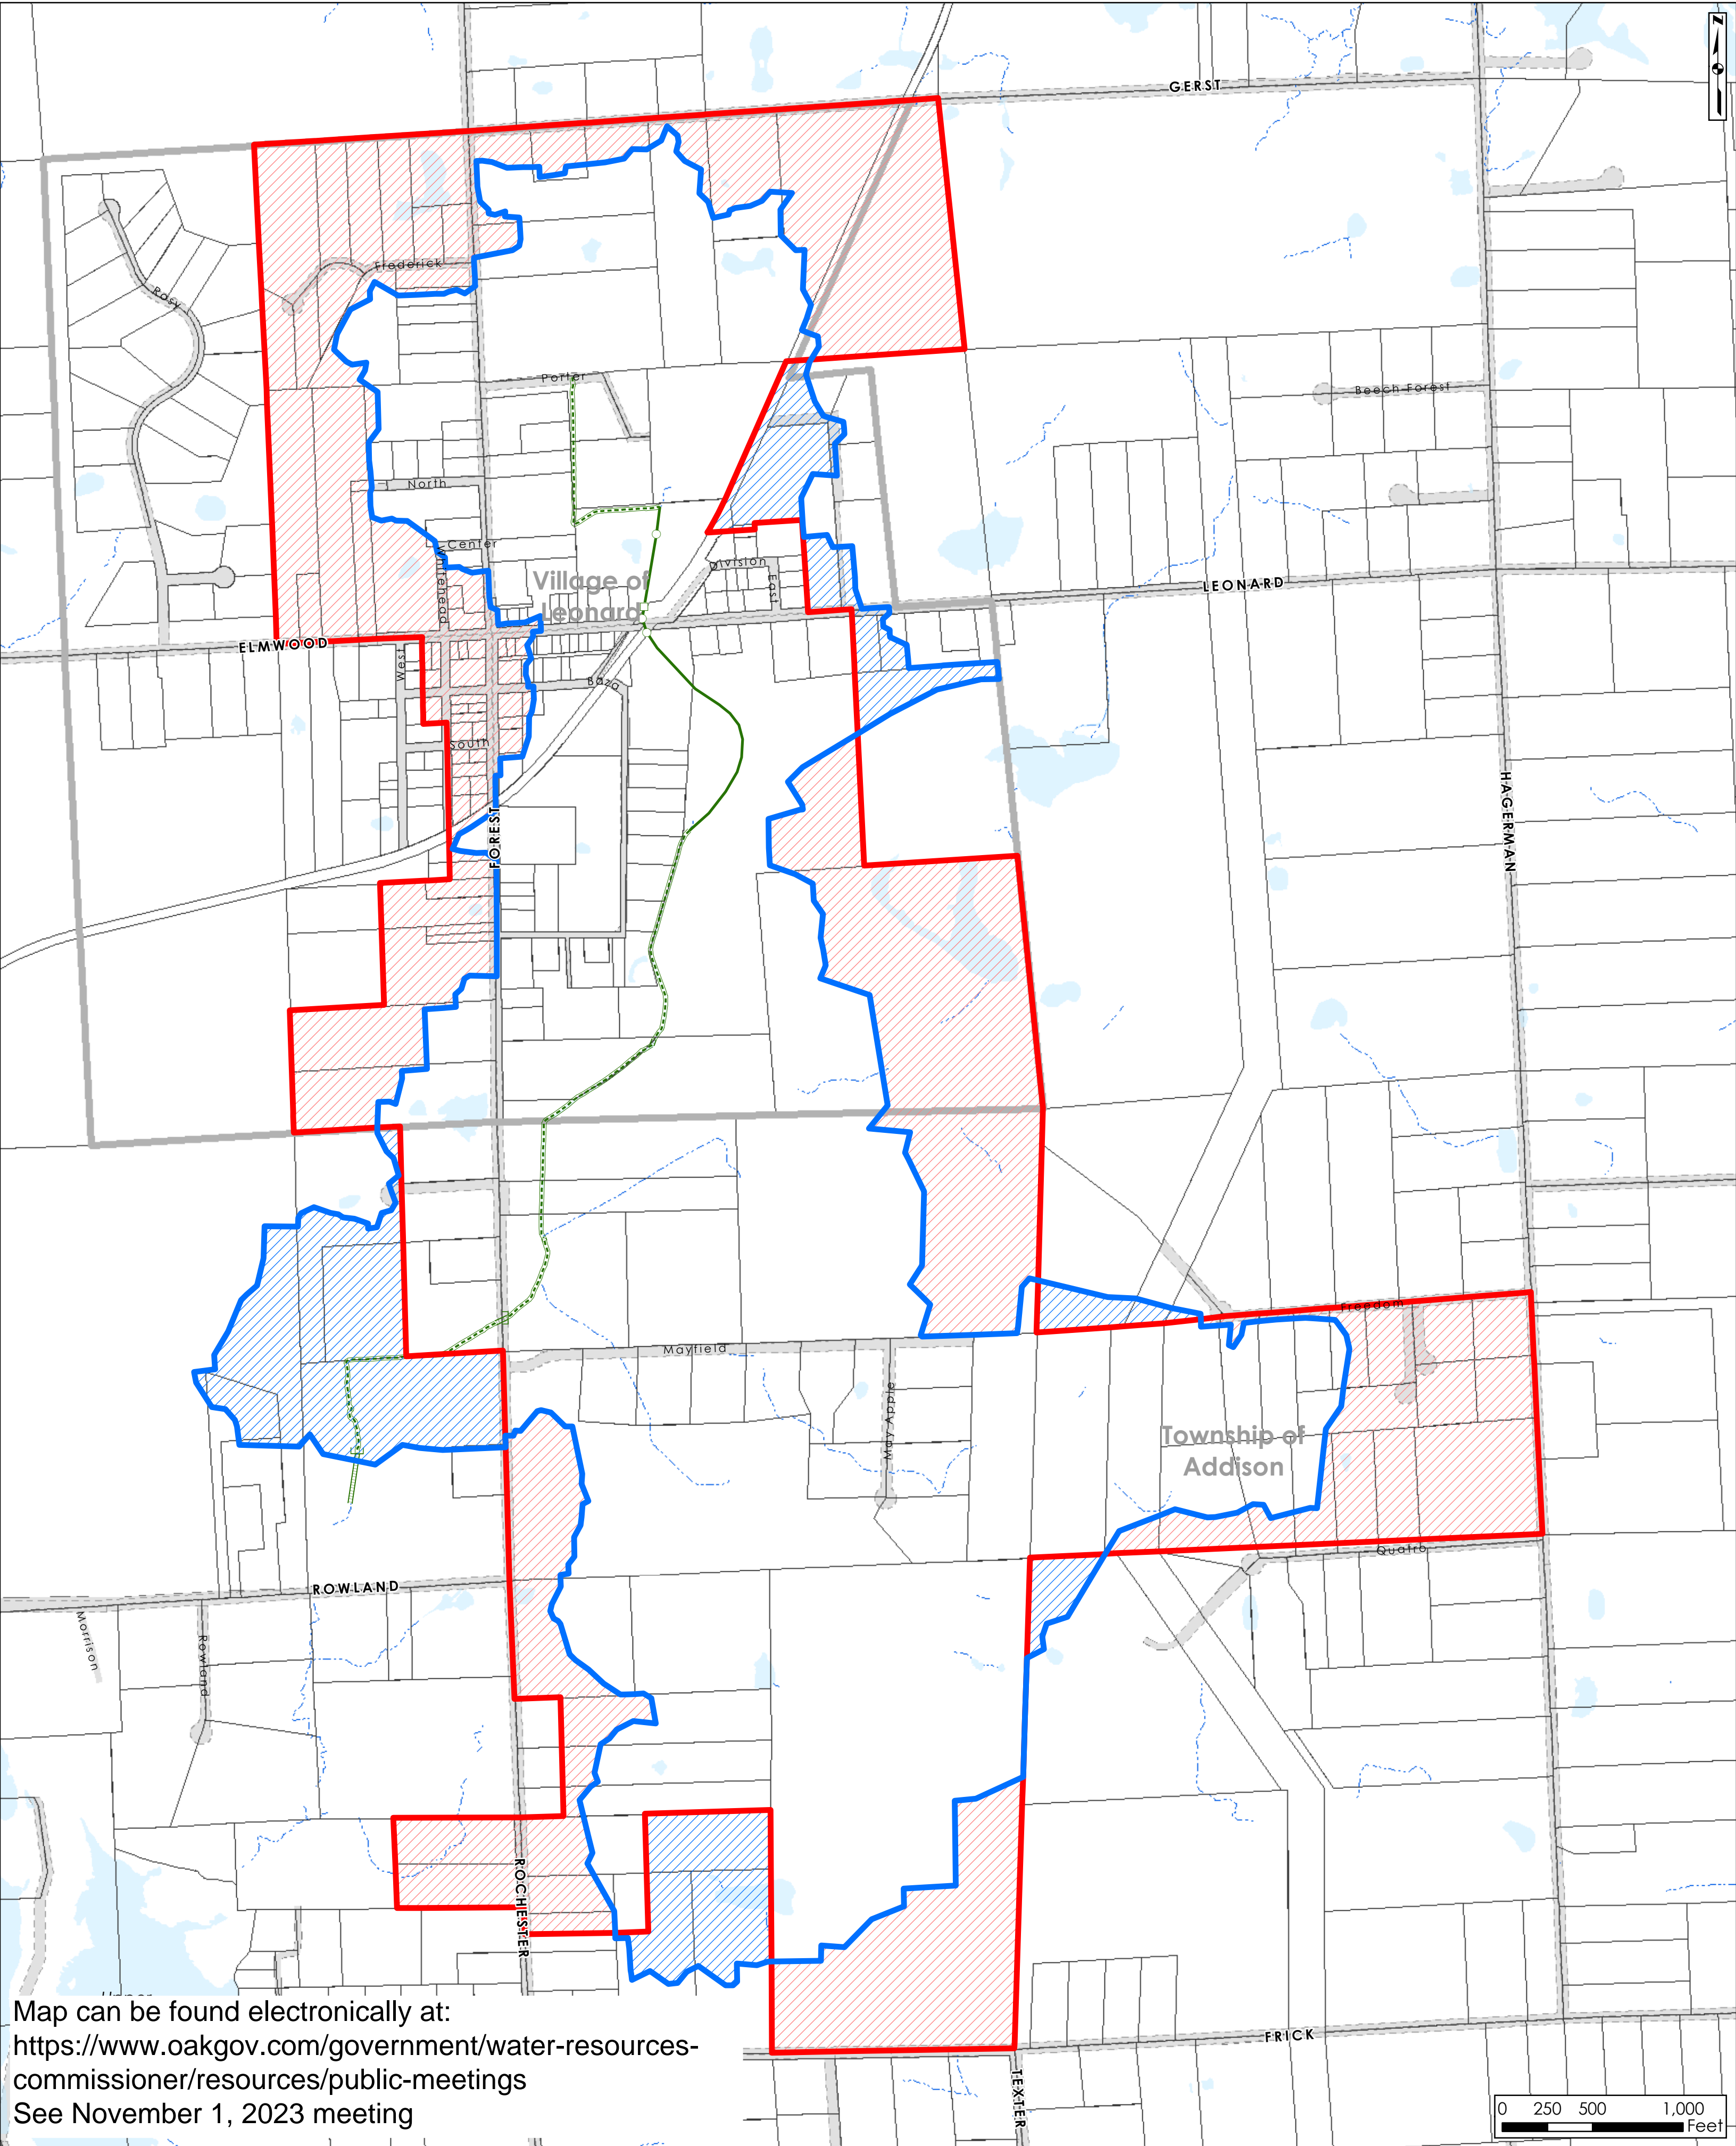 N
GERST
Frederick
Rosy
Porter
Beech Forest
North
Center
Whitehead
Division
East
Village of
Leonard
LEONARD
ELMWOOD
West
Bazo
South
FOREST
HAGERMAN
Freedom
Mayfield
May Apple
Township of
Addison
Quatro
ROWLAND
Morrison
Rowland
ROCHESTER
Map can be found electronically at:
https://www.oakgov.com/government/water-resources-
commissioner/resources/public-meetings
See November 1, 2023 meeting
FRICK
TEXTER
0 250 500 1,000
Feet